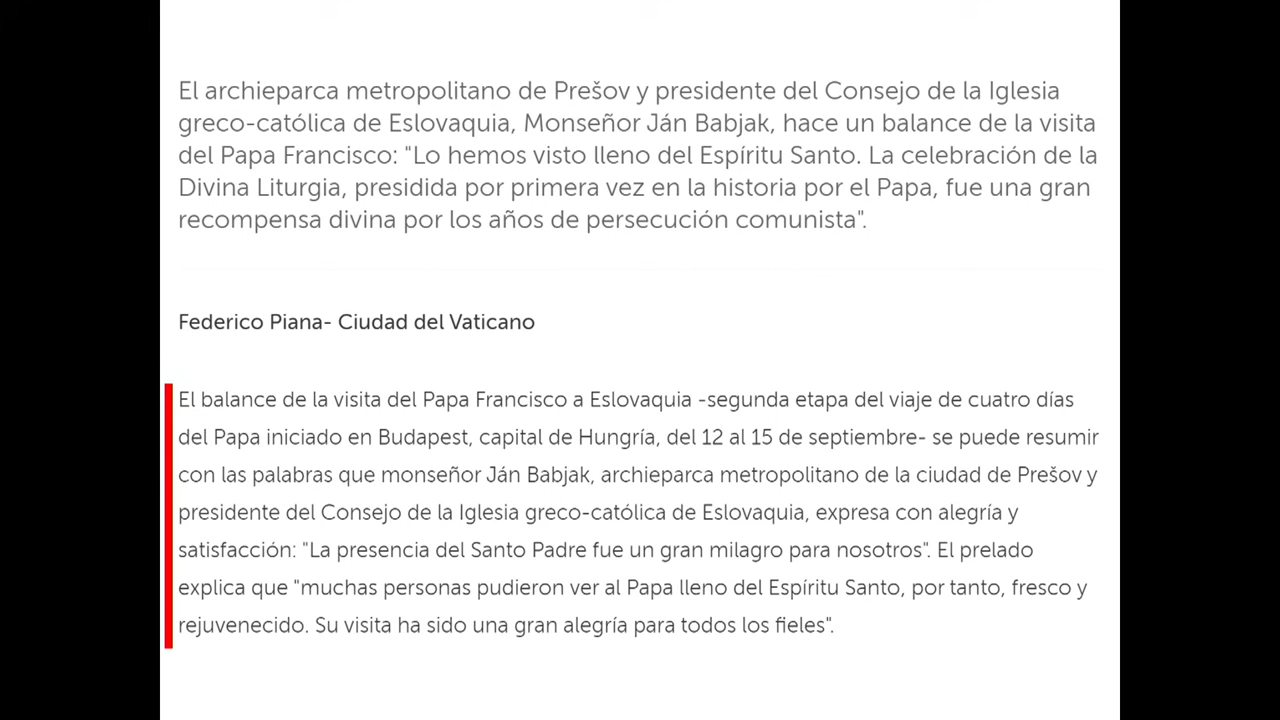 El archieparca metropolitano de Prešov y presidente del Consejo de la Iglesia
greco-católica de Eslovaquia, Monseñor Ján Babjak, hace un balance de la visita
del Papa Francisco: "Lo hemos visto lleno del Espíritu Santo. La celebración de la
Divina Liturgia, presidida por primera vez en la historia por el Papa, fue una gran
recompensa divina por los años de persecución comunista".
Federico Piana- Ciudad del Vaticano
El balance de la visita del Papa Francisco a Eslovaquia -segunda etapa del viaje de cuatro días
del Papa iniciado en Budapest, capital de Hungría, del 12 al 15 de septiembre- se puede resumir
con las palabras que monseñor Ján Babjak, archieparca metropolitano de la ciudad de Prešov y
presidente del Consejo de la Iglesia greco-católica de Eslovaquia, expresa con alegría y
satisfacción: "La presencia del Santo Padre fue un gran milagro para nosotros". El prelado
explica que "muchas personas pudieron ver al Papa lleno del Espíritu Santo, por tanto, fresco y
rejuvenecido. Su visita ha sido una gran alegría para todos los fieles".